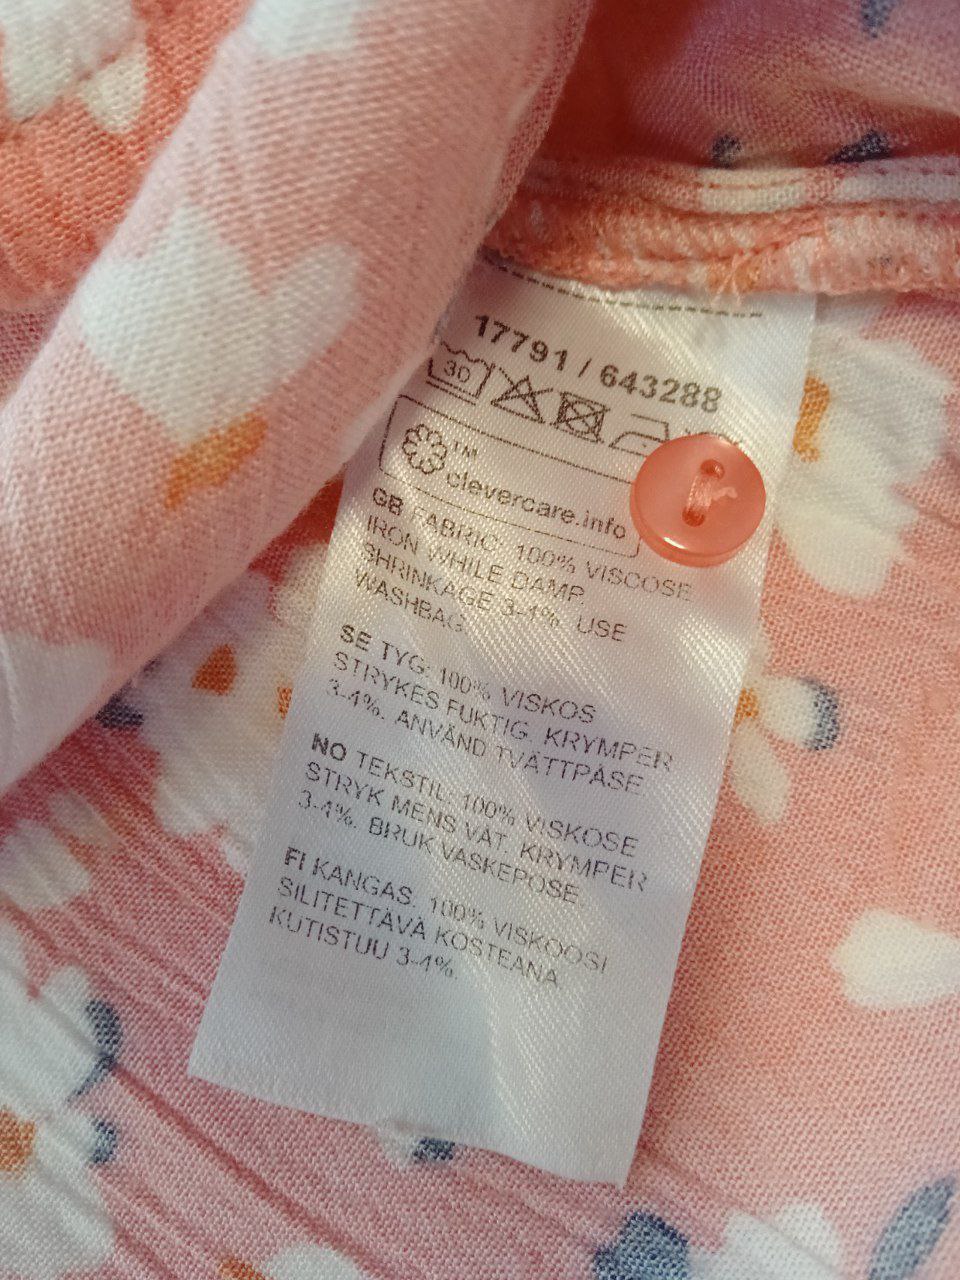 17791 / 643288
30
TM
clevercare.info
GB FABRIC: 100% VISCOSE
IRON WHILE DAMP.
SHRINKAGE 3-4%. USE
WASHBAG.
SE TYG: 100% VISKOS
STRYKES FUKTIG. KRYMPER
3-4%. ANVÄND TVÄTTPÅSE.
NO TEKSTIL: 100% VISKOSE
STRYK MENS VÅT. KRYMPER
3-4%. BRUK VASKEPOSE.
FI KANGAS: 100% VISKOOSI
SILITETTÄVÄ KOSTEANA.
KUTISTUU 3-4%.